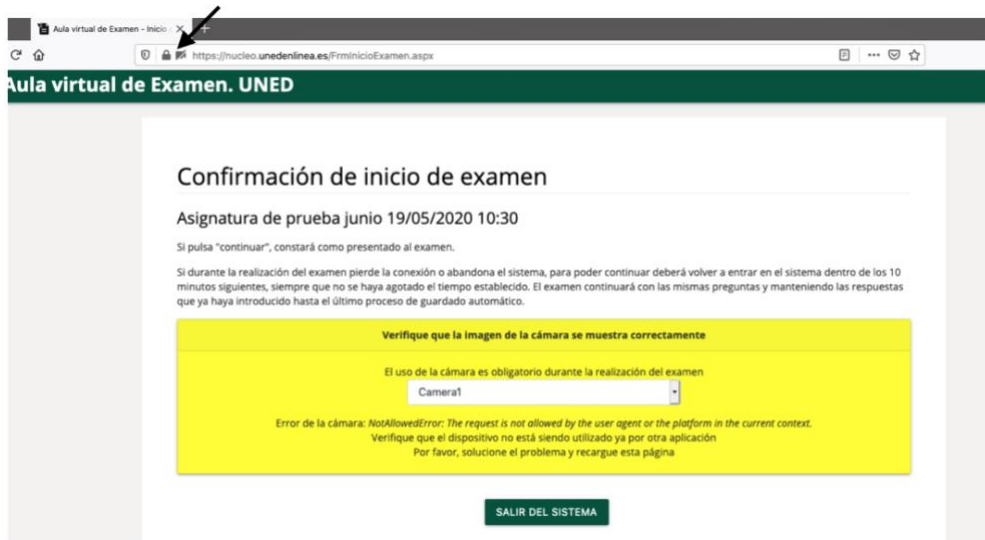 Aula virtual de Examen - Inicio
https://nucleo.unedenlinea.es/FrmInicioExamen.aspx
Aula virtual de Examen. UNED
Confirmación de inicio de examen
Asignatura de prueba junio 19/05/2020 10:30
Si pulsa "continuar", constará como presentado al examen.
Si durante la realización del examen pierde la conexión o abandona el sistema, para poder continuar deberá volver a entrar en el sistema dentro de los 10
minutos siguientes, siempre que no se haya agotado el tiempo establecido. El examen continuará con las mismas preguntas y manteniendo las respuestas
que ya haya introducido hasta el último proceso de guardado automático.
Verifique que la imagen de la cámara se muestra correctamente
El uso de la cámara es obligatorio durante la realización del examen
Camera1
Error de la cámara: NotAllowedError: The request is not allowed by the user agent or the platform in the current context.
Verifique que el dispositivo no está siendo utilizado ya por otra aplicación
Por favor, solucione el problema y recargue esta página
SALIR DEL SISTEMA